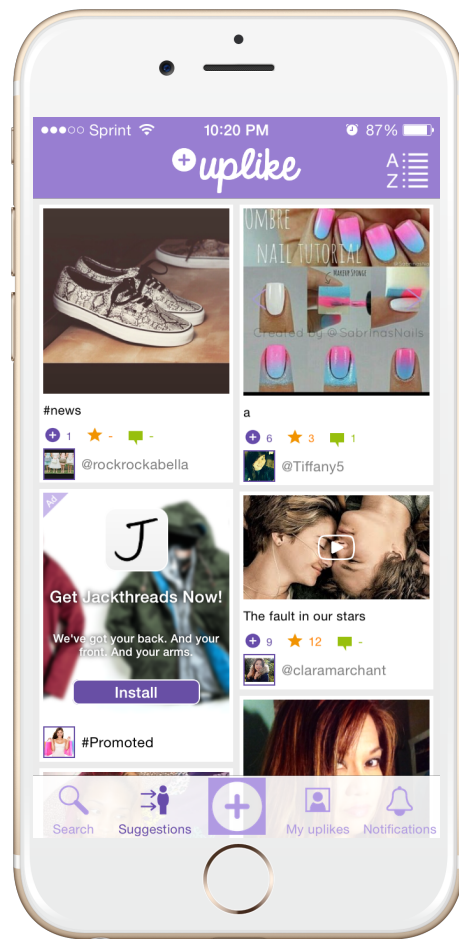 Sprint 10:20 PM 87%
uplike
A
Z
#news
1 - -
@rockrockabella
OMBRE
NAIL TUTORIAL
MAKEUP SPONGE
Created By @SabrinasNails
a
6 3 1
@Tiffany5
Ad
J
Get Jackthreads Now!
We've got your back. And your
front. And your arms.
Install
#Promoted
The fault in our stars
9 12 -
@claramarchant
Search Suggestions My uplikes Notifications